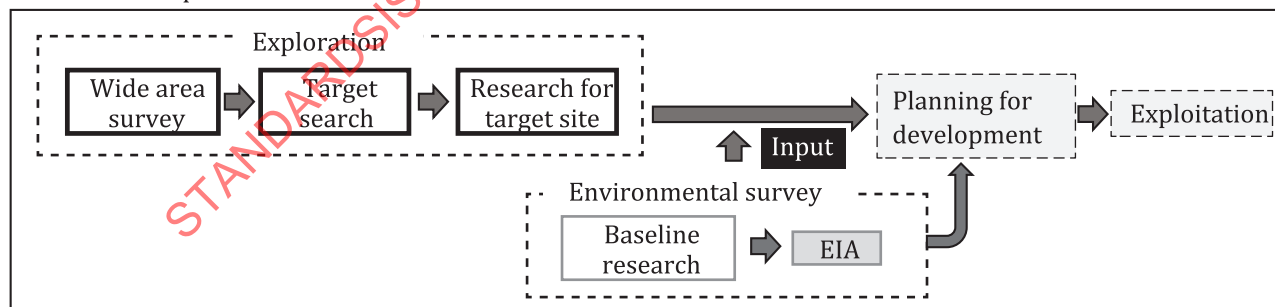 Exploration
Wide area
survey
Target
search
Research for
target site
Planning for
development
Exploitation
Input
Environmental survey
Baseline
research
EIA
STANDARDSIS